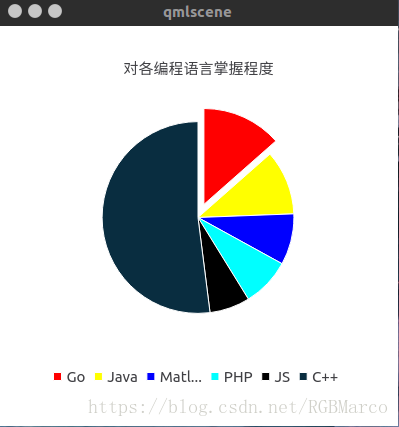 qmlscene
对各编程语言掌握程度
Go Java Matl... PHP JS C++
https://blog.csdn.net/RGBMarco